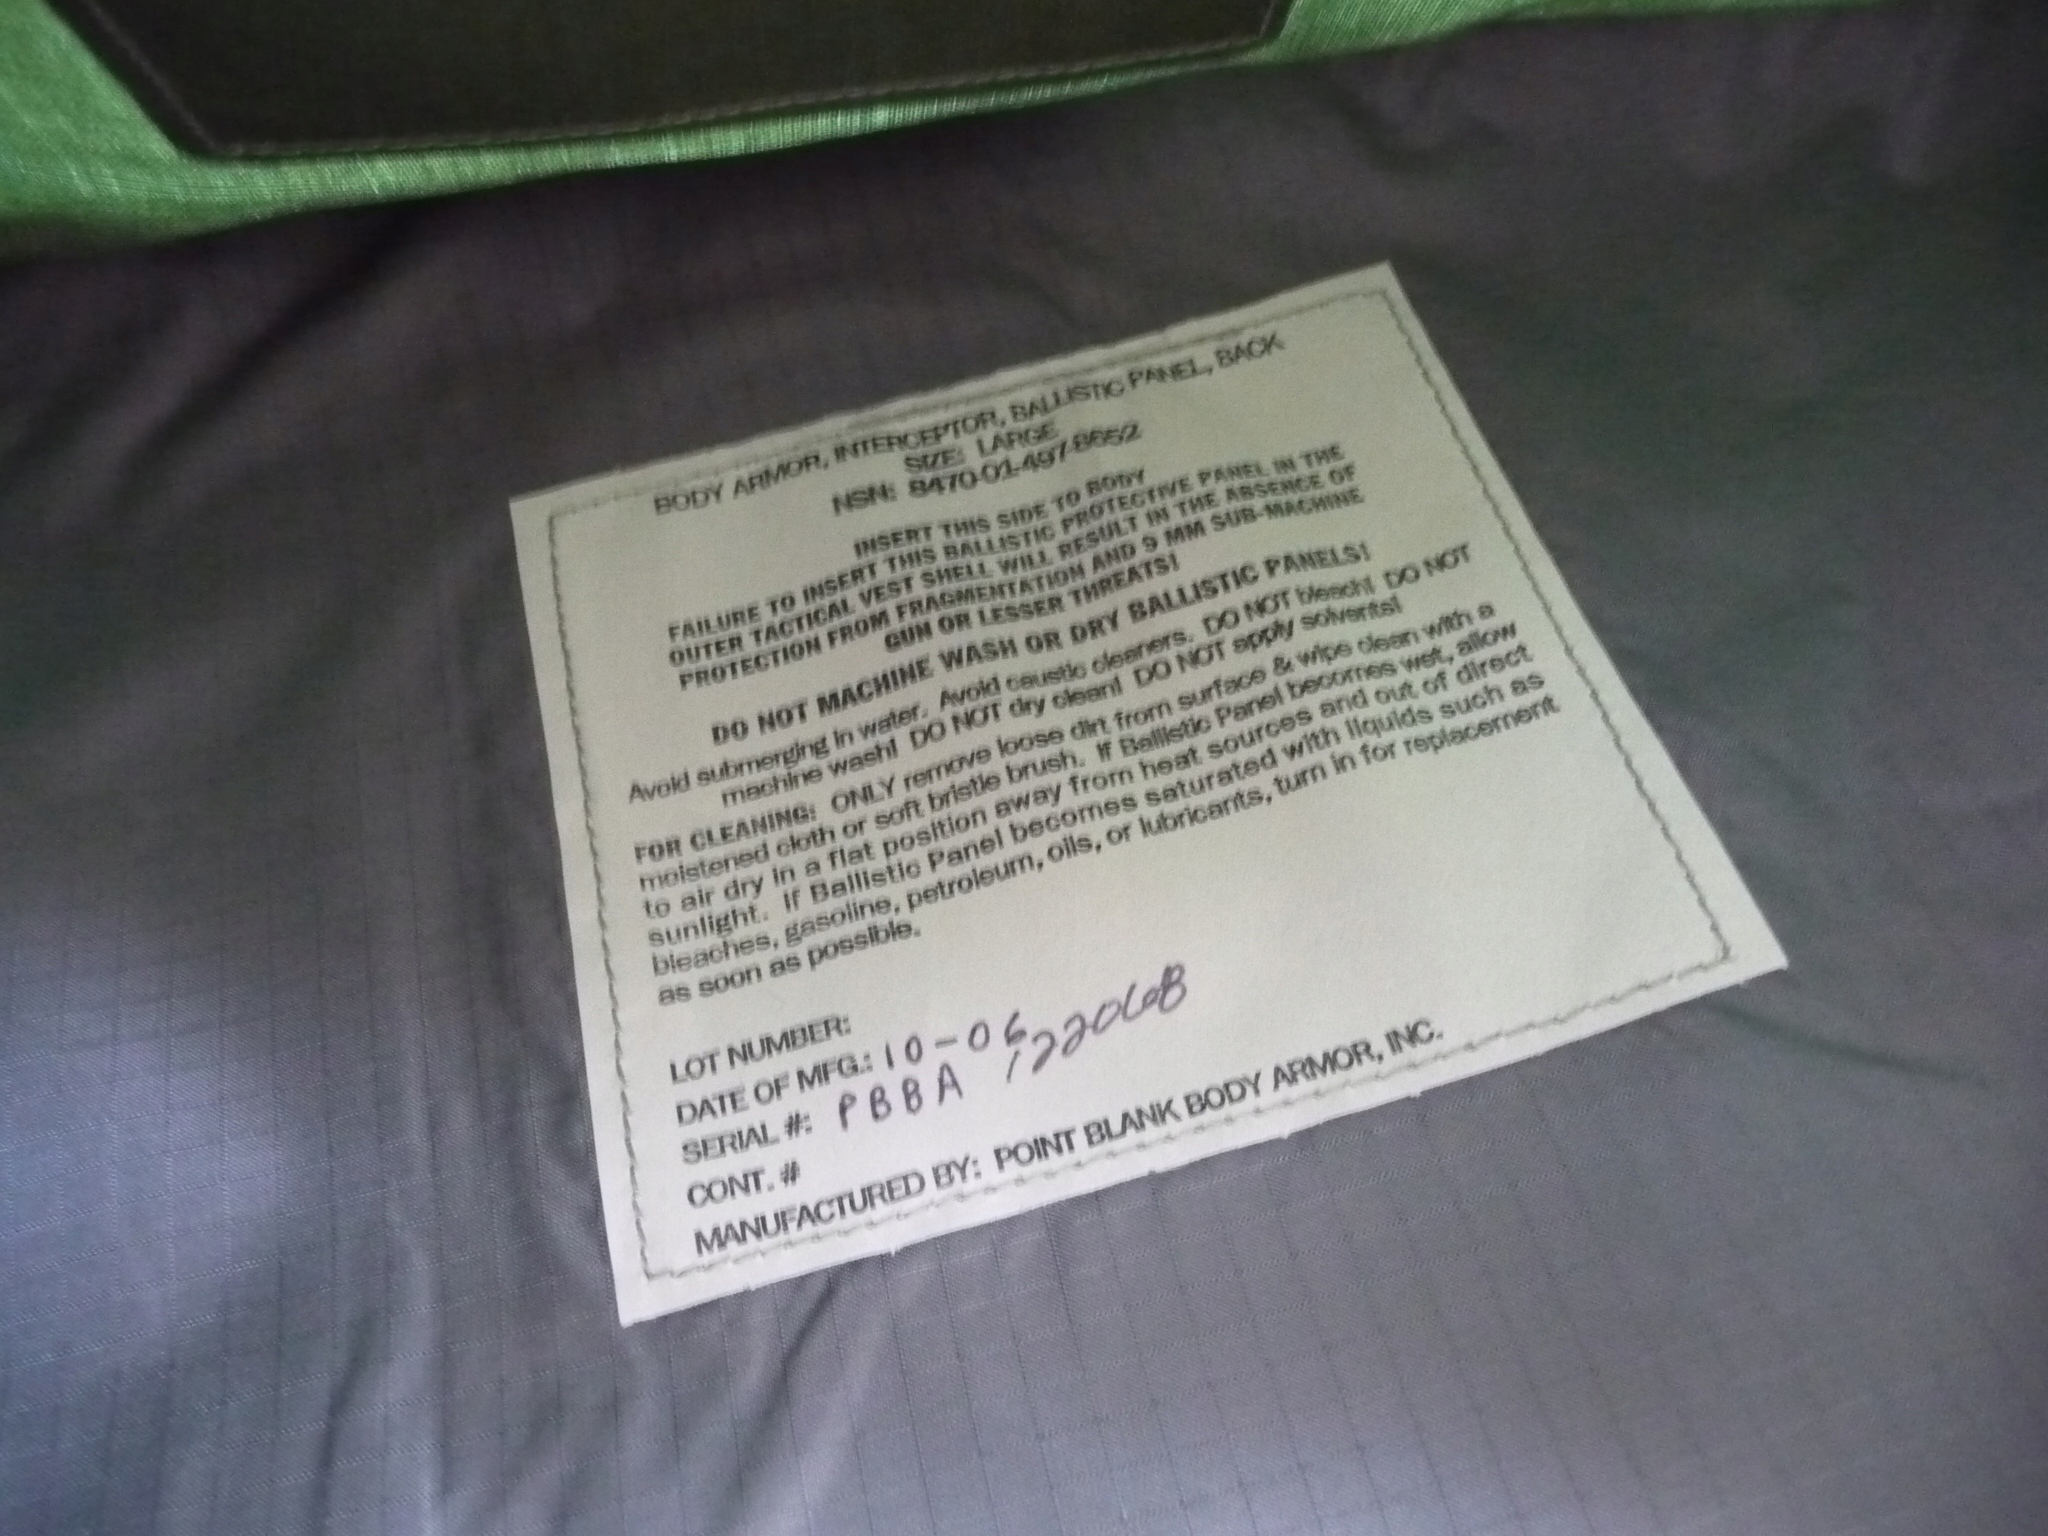 BODY ARMOR, INTERCEPTOR, BALLISTIC PANEL, BACK
SIZE: LARGE
NSN: 8470-01-497-8652
INSERT THIS SIDE TO BODY
FAILURE TO INSERT THIS BALLISTIC PROTECTIVE PANEL IN THE
OUTER TACTICAL VEST SHELL WILL RESULT IN THE ABSENCE OF
PROTECTION FROM FRAGMENTATION AND 9 MM SUB-MACHINE
GUN OR LESSER THREATS!
DO NOT MACHINE WASH OR DRY BALLISTIC PANELS!
Avoid submerging in water. Avoid caustic cleaners. DO NOT bleach! DO NOT
machine wash! DO NOT dry clean! DO NOT apply solvents!
FOR CLEANING: ONLY remove loose dirt from surface & wipe clean with a
moistened cloth or soft bristle brush. If Ballistic Panel becomes wet, allow
to air dry in a flat position away from heat sources and out of direct
sunlight. If Ballistic Panel becomes saturated with liquids such as
bleaches, gasoline, petroleum, oils, or lubricants, turn in for replacement
as soon as possible.
LOT NUMBER:
DATE OF MFG.: 10-06
SERIAL #: PBBA 122068
CONT. #
MANUFACTURED BY: POINT BLANK BODY ARMOR, INC.